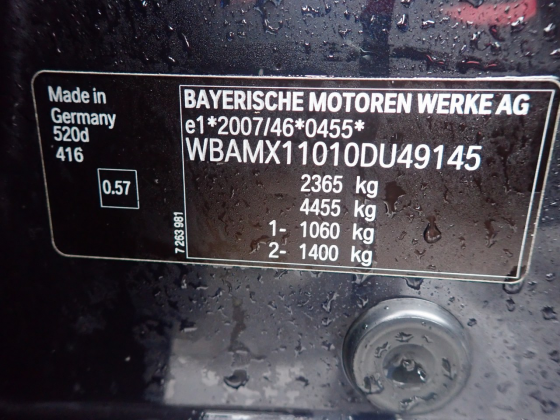 Made in
Germany
520d
416
0.57
7 263 981
BAYERISCHE MOTOREN WERKE AG
e1*2007/46*0455*
WBAMX11010DU49145
2365 kg
4455 kg
1- 1060 kg
2- 1400 kg